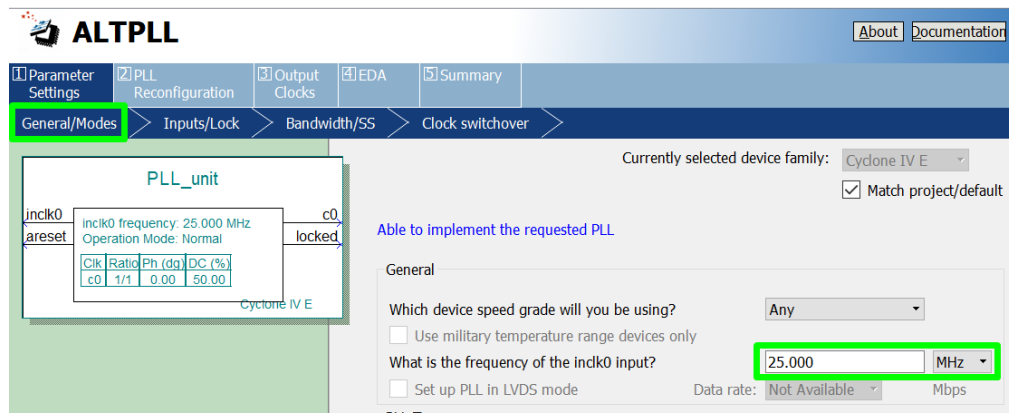 ALTPLL
About Documentation
1 Parameter Settings
2 PLL Reconfiguration
3 Output Clocks
4 EDA
5 Summary
General/Modes Inputs/Lock Bandwidth/SS Clock switchover
Currently selected device family: Cyclone IV E
Match project/default
PLL_unit
inclk0
areset
inclk0 frequency: 25.000 MHz
Operation Mode: Normal
Clk Ratio Ph (dg) DC (%)
c0 1/1 0.00 50.00
c0
locked
Cyclone IV E
Able to implement the requested PLL
General
Which device speed grade will you be using? Any
Use military temperature range devices only
What is the frequency of the inclk0 input? 25.000 MHz
Set up PLL in LVDS mode Data rate: Not Available Mbps